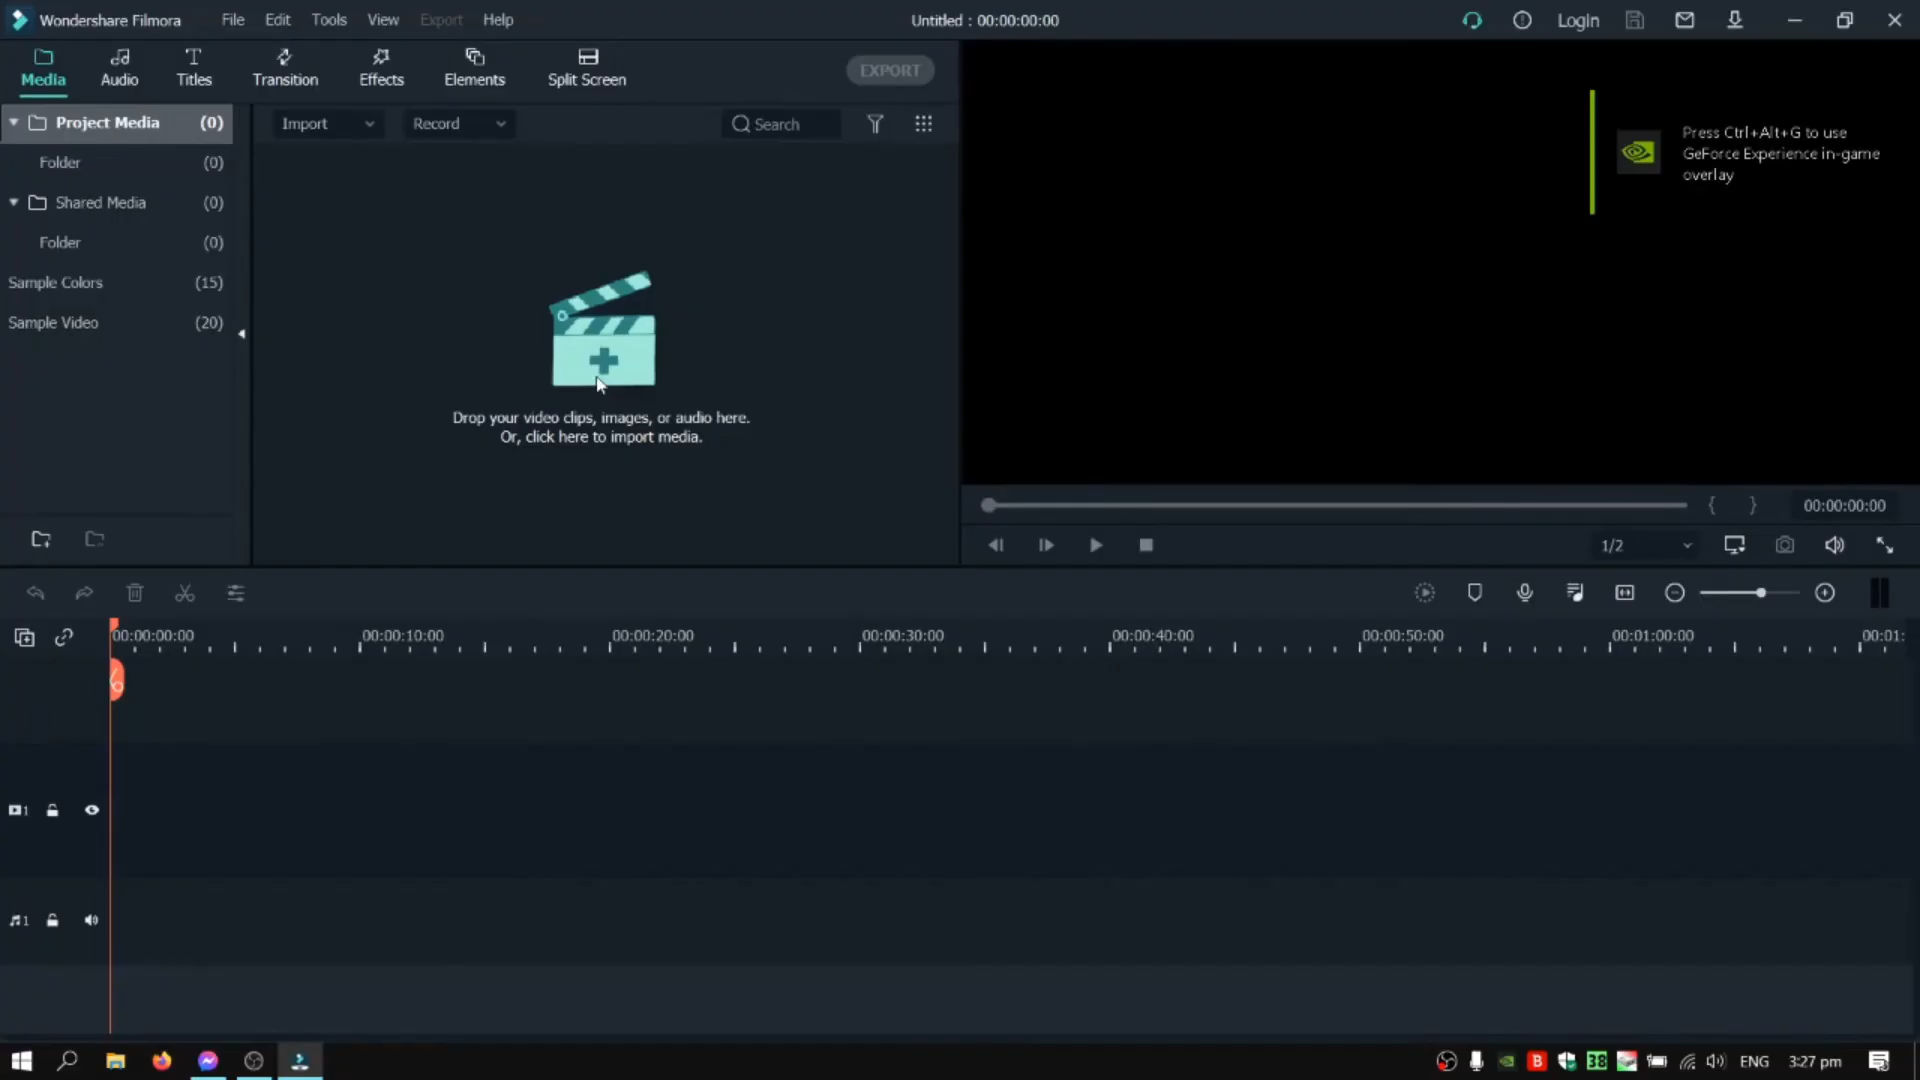 Wondershare Filmora
File Edit Tools View Export Help
Untitled : 00:00:00:00
Login
Media Audio Titles Transition Effects Elements Split Screen
EXPORT
Project Media (0)
Folder (0)
Shared Media (0)
Folder (0)
Sample Colors (15)
Sample Video (20)
Import Record Search
Drop your video clips, images, or audio here.
Or, click here to import media.
Press Ctrl+Alt+G to use
GeForce Experience in-game
overlay
{ } 00:00:00:00
1/2
00:00:00:00 00:00:10:00 00:00:20:00 00:00:30:00 00:00:40:00 00:00:50:00 00:01:00:00 00:01:
1
1
B 38 ENG 3:27 pm